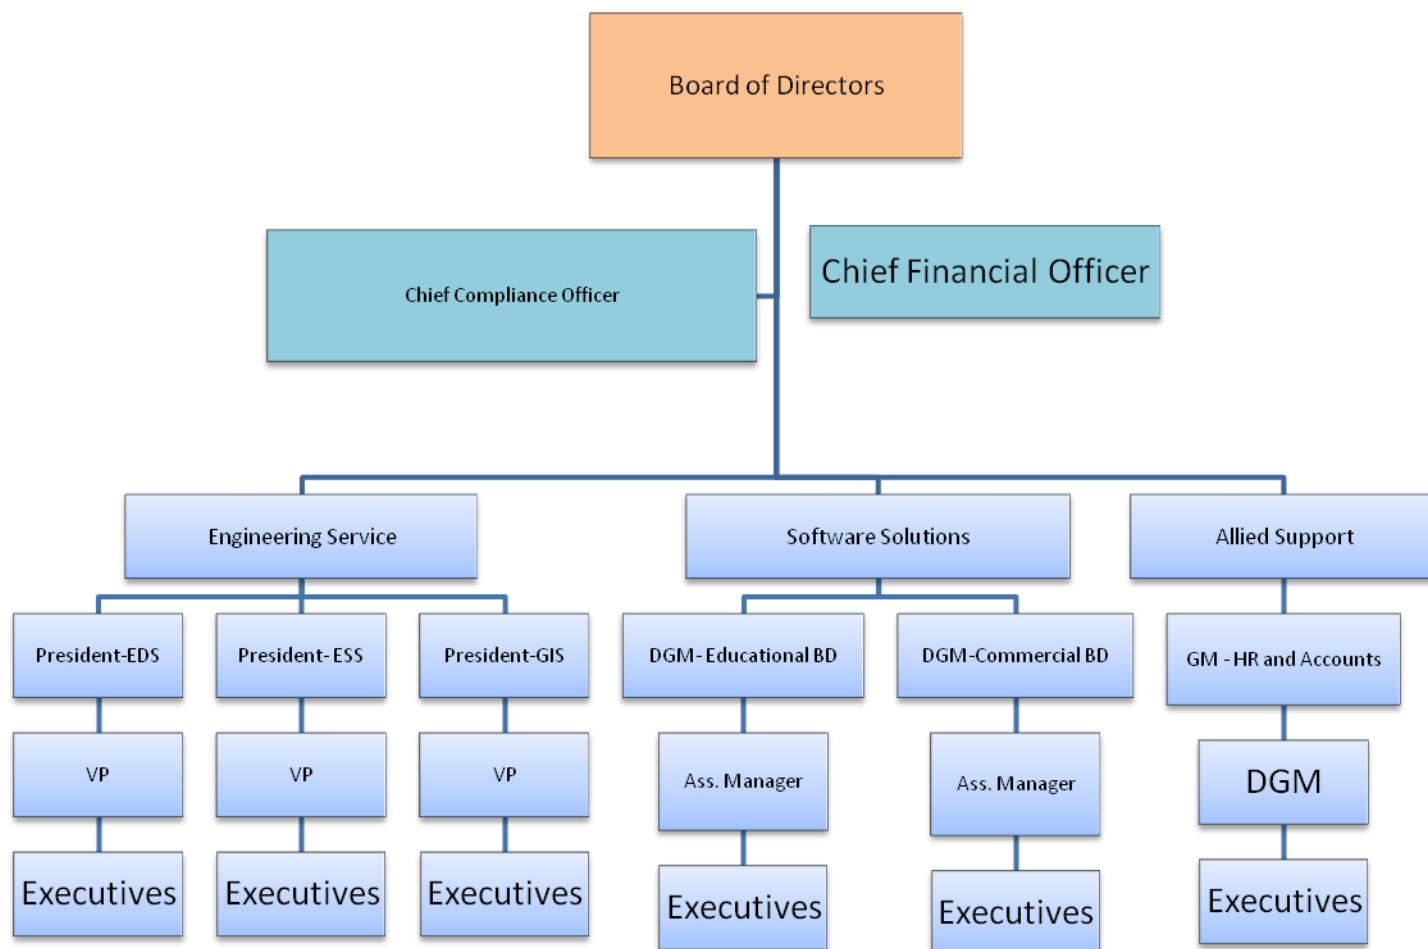 Board of Directors
Chief Compliance Officer
Chief Financial Officer
Engineering Service
Software Solutions
Allied Support
President-EDS
President- ESS
President-GIS
DGM- Educational BD
DGM-Commercial BD
GM - HR and Accounts
VP
VP
VP
Ass. Manager
Ass. Manager
DGM
Executives
Executives
Executives
Executives
Executives
Executives